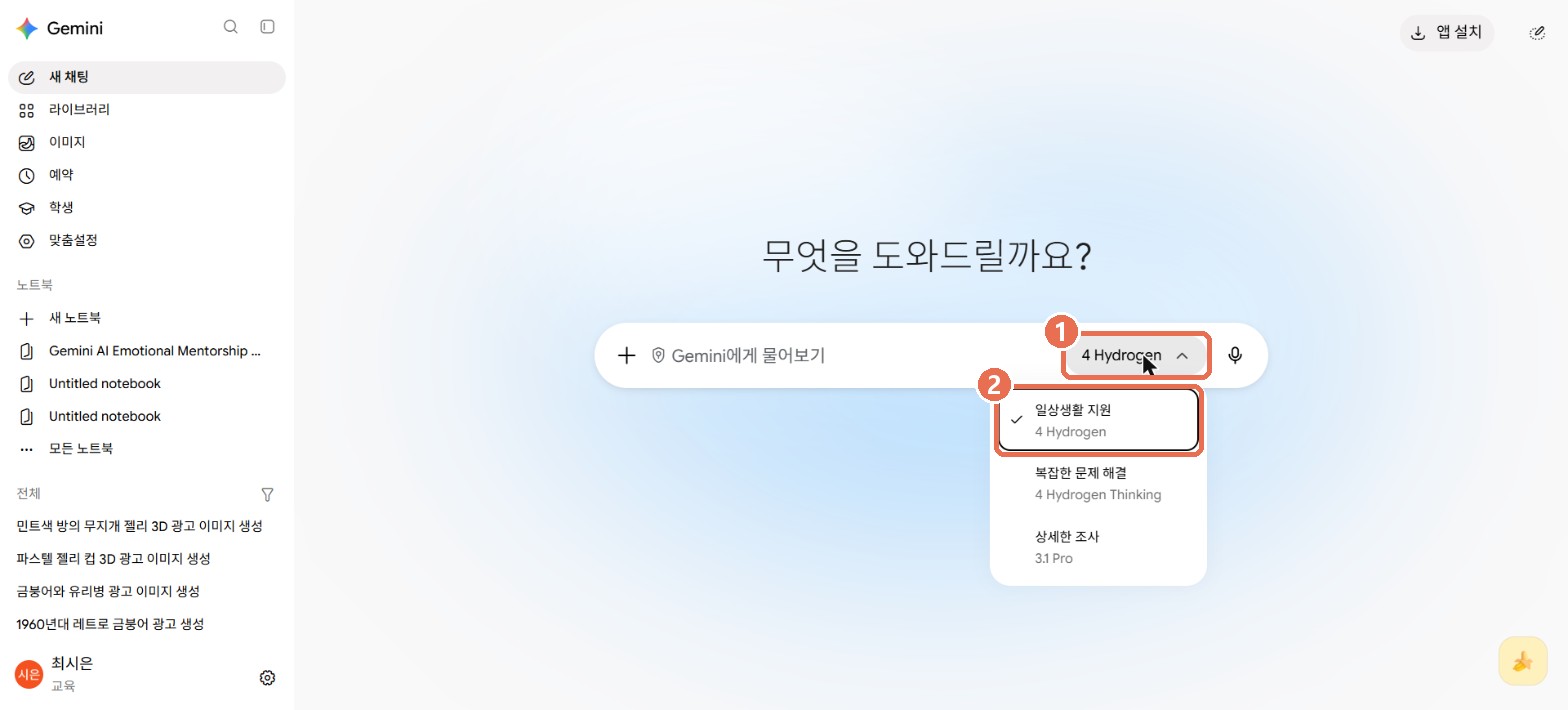 Gemini
새 채팅
라이브러리
이미지
예약
학생
맞춤설정
노트북
새 노트북
Gemini AI Emotional Mentorship ...
Untitled notebook
Untitled notebook
모든 노트북
전체
민트색 방의 무지개 젤리 3D 광고 이미지 생성
파스텔 젤리 컵 3D 광고 이미지 생성
금붕어와 유리병 광고 이미지 생성
1960년대 레트로 금붕어 광고 생성
시은
최시은
교육
앱 설치
무엇을 도와드릴까요?
Gemini에게 물어보기
1
4 Hydrogen
2
일상생활 지원
4 Hydrogen
복잡한 문제 해결
4 Hydrogen Thinking
상세한 조사
3.1 Pro